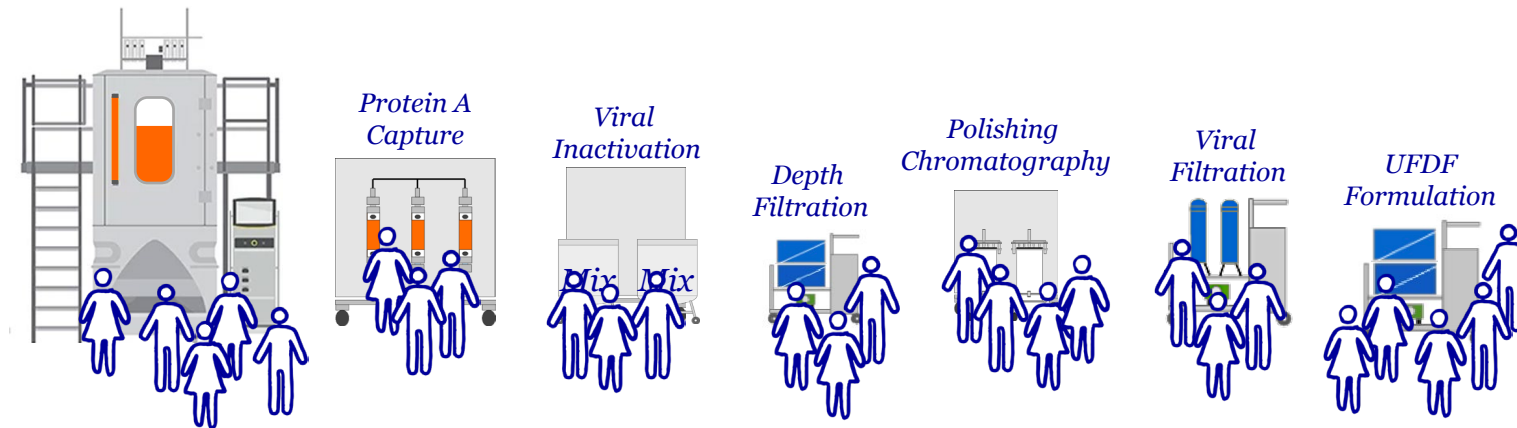 Protein A
Capture
Viral
Inactivation
Mix
Mix
Depth
Filtration
Polishing
Chromatography
Viral
Filtration
UFDF
Formulation